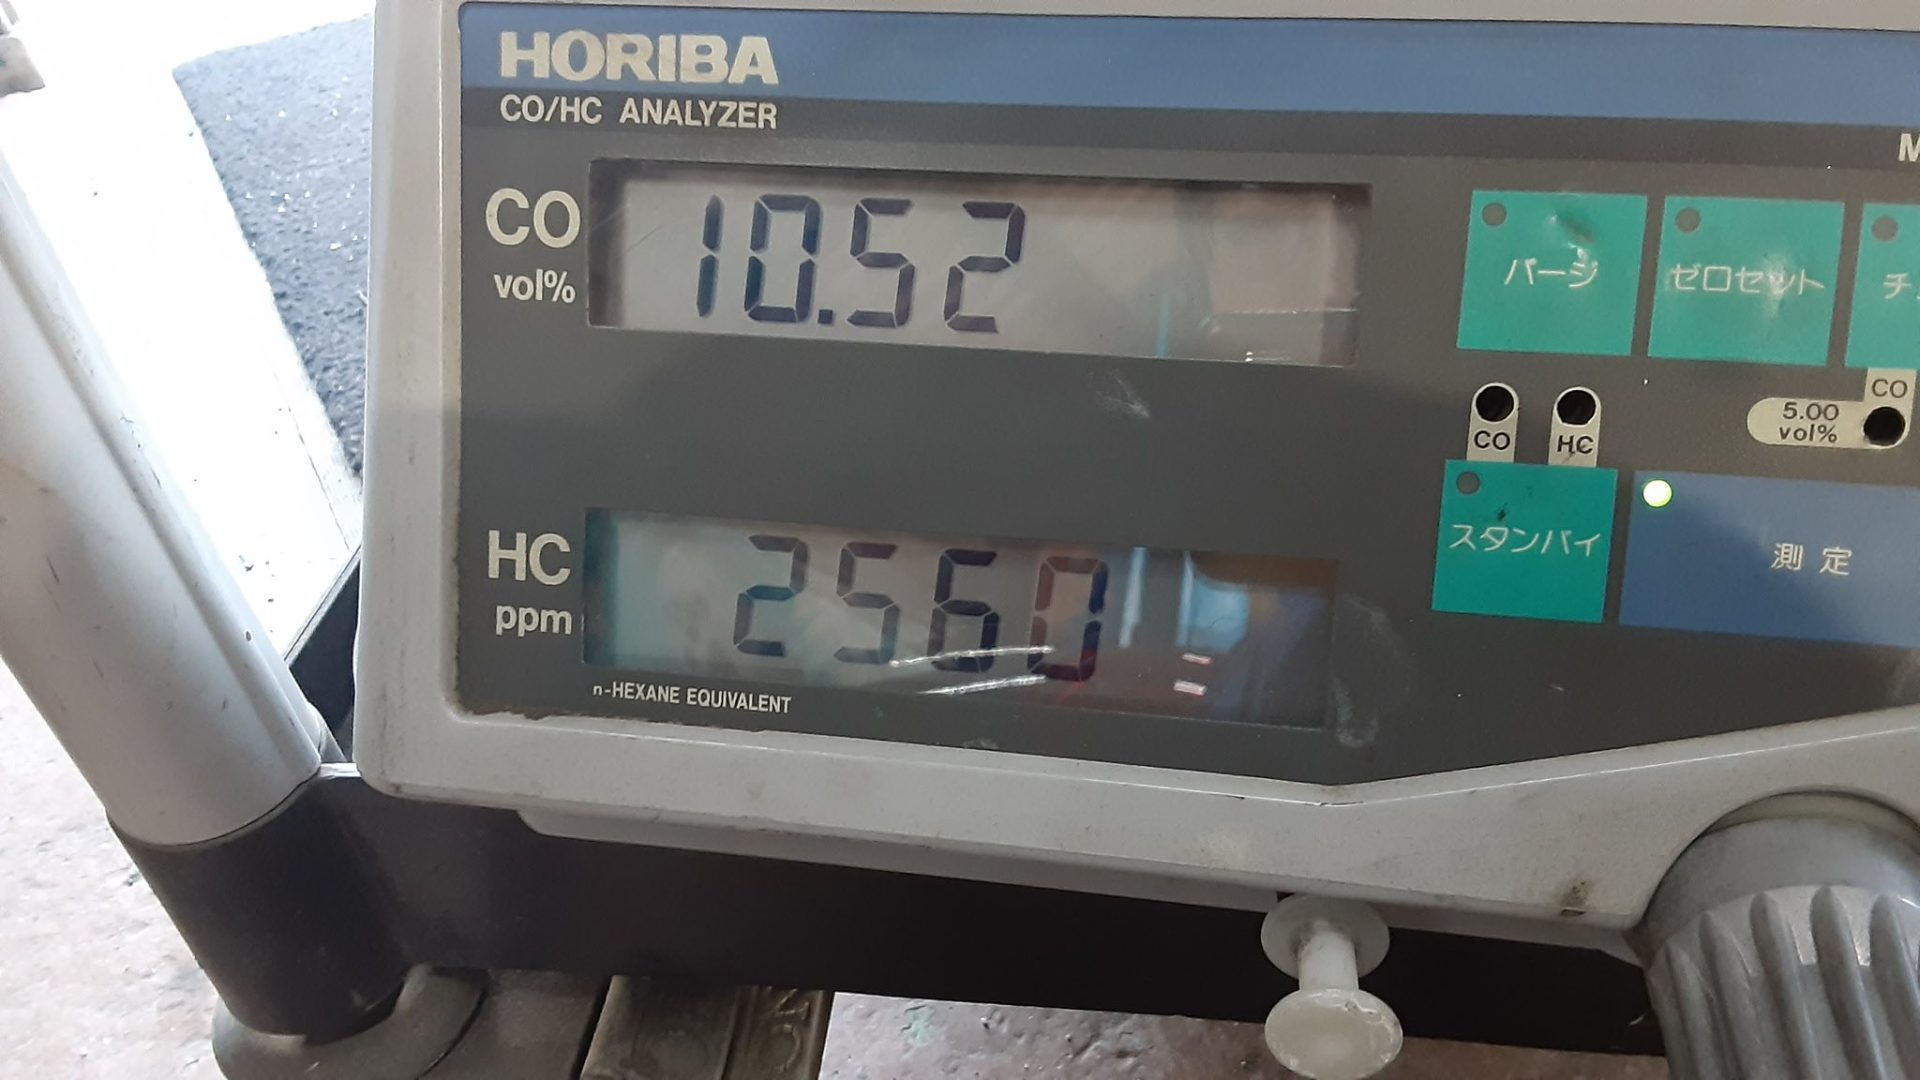 HORIBA
CO/HC ANALYZER
M
CO
vol%
10.52
パージ
ゼロセット
チ
CO
HC
5.00
vol%
CO
HC
ppm
2560
n-HEXANE EQUIVALENT
スタンバイ
測定